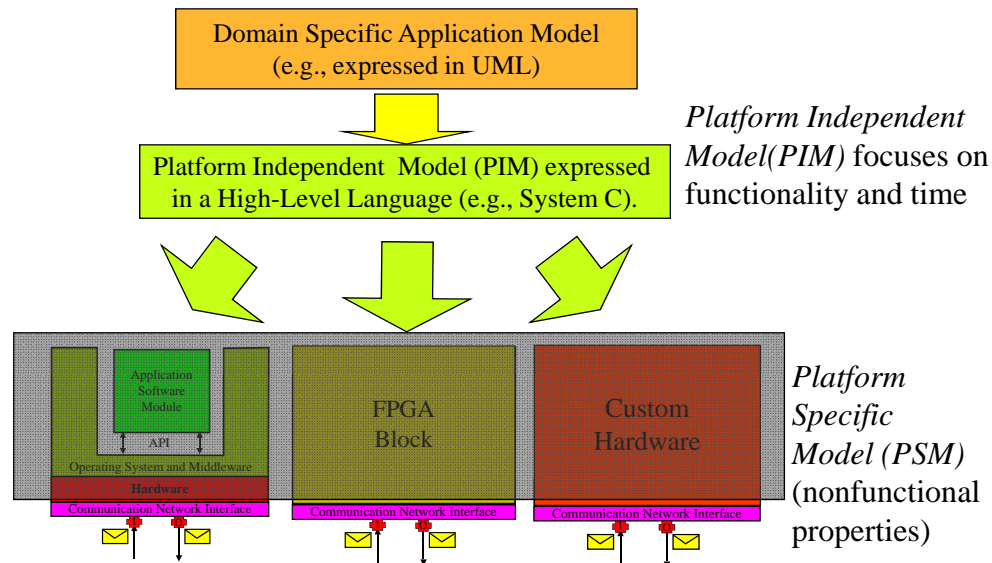 Domain Specific Application Model
(e.g., expressed in UML)
Platform Independent
Model(PIM) focuses on
functionality and time
Platform Independent Model (PIM) expressed
in a High-Level Language (e.g., System C).
Application
Software
Module
API
Operating System and Middleware
Hardware
Communication Network Interface
I
O
FPGA
Block
Communication Network Interface
I
O
Custom
Hardware
Communication Network Interface
I
O
Platform
Specific
Model (PSM)
(nonfunctional
properties)